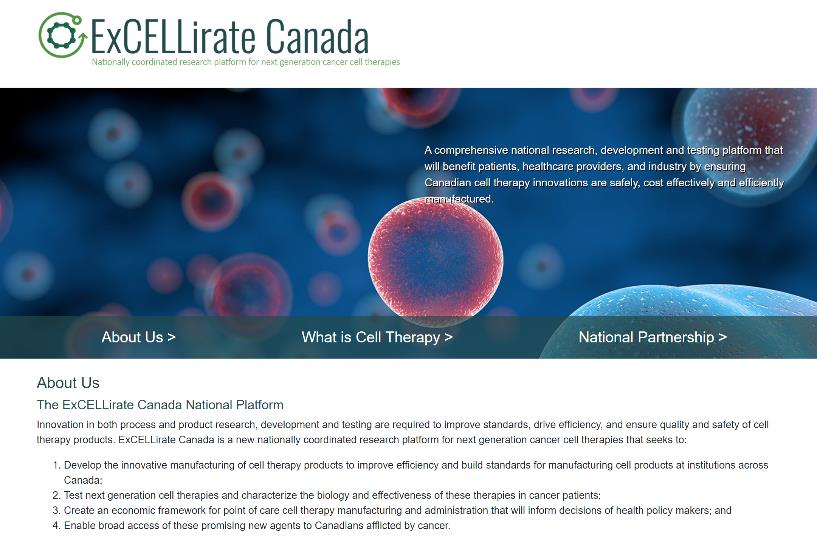 ExCELLirate Canada
Nationally coordinated research platform for next generation cancer cell therapies
A comprehensive national research, development and testing platform that
will benefit patients, healthcare providers, and industry by ensuring
Canadian cell therapy innovations are safely, cost effectively and efficiently
manufactured.
About Us >
What is Cell Therapy >
National Partnership >
About Us
The ExCELLirate Canada National Platform
Innovation in both process and product research, development and testing are required to improve standards, drive efficiency, and ensure quality and safety of cell
therapy products. ExCELLirate Canada is a new nationally coordinated research platform for next generation cancer cell therapies that seeks to:
1. Develop the innovative manufacturing of cell therapy products to improve efficiency and build standards for manufacturing cell products at institutions across
Canada;
2. Test next generation cell therapies and characterize the biology and effectiveness of these therapies in cancer patients;
3. Create an economic framework for point of care cell therapy manufacturing and administration that will inform decisions of health policy makers; and
4. Enable broad access of these promising new agents to Canadians afflicted by cancer.